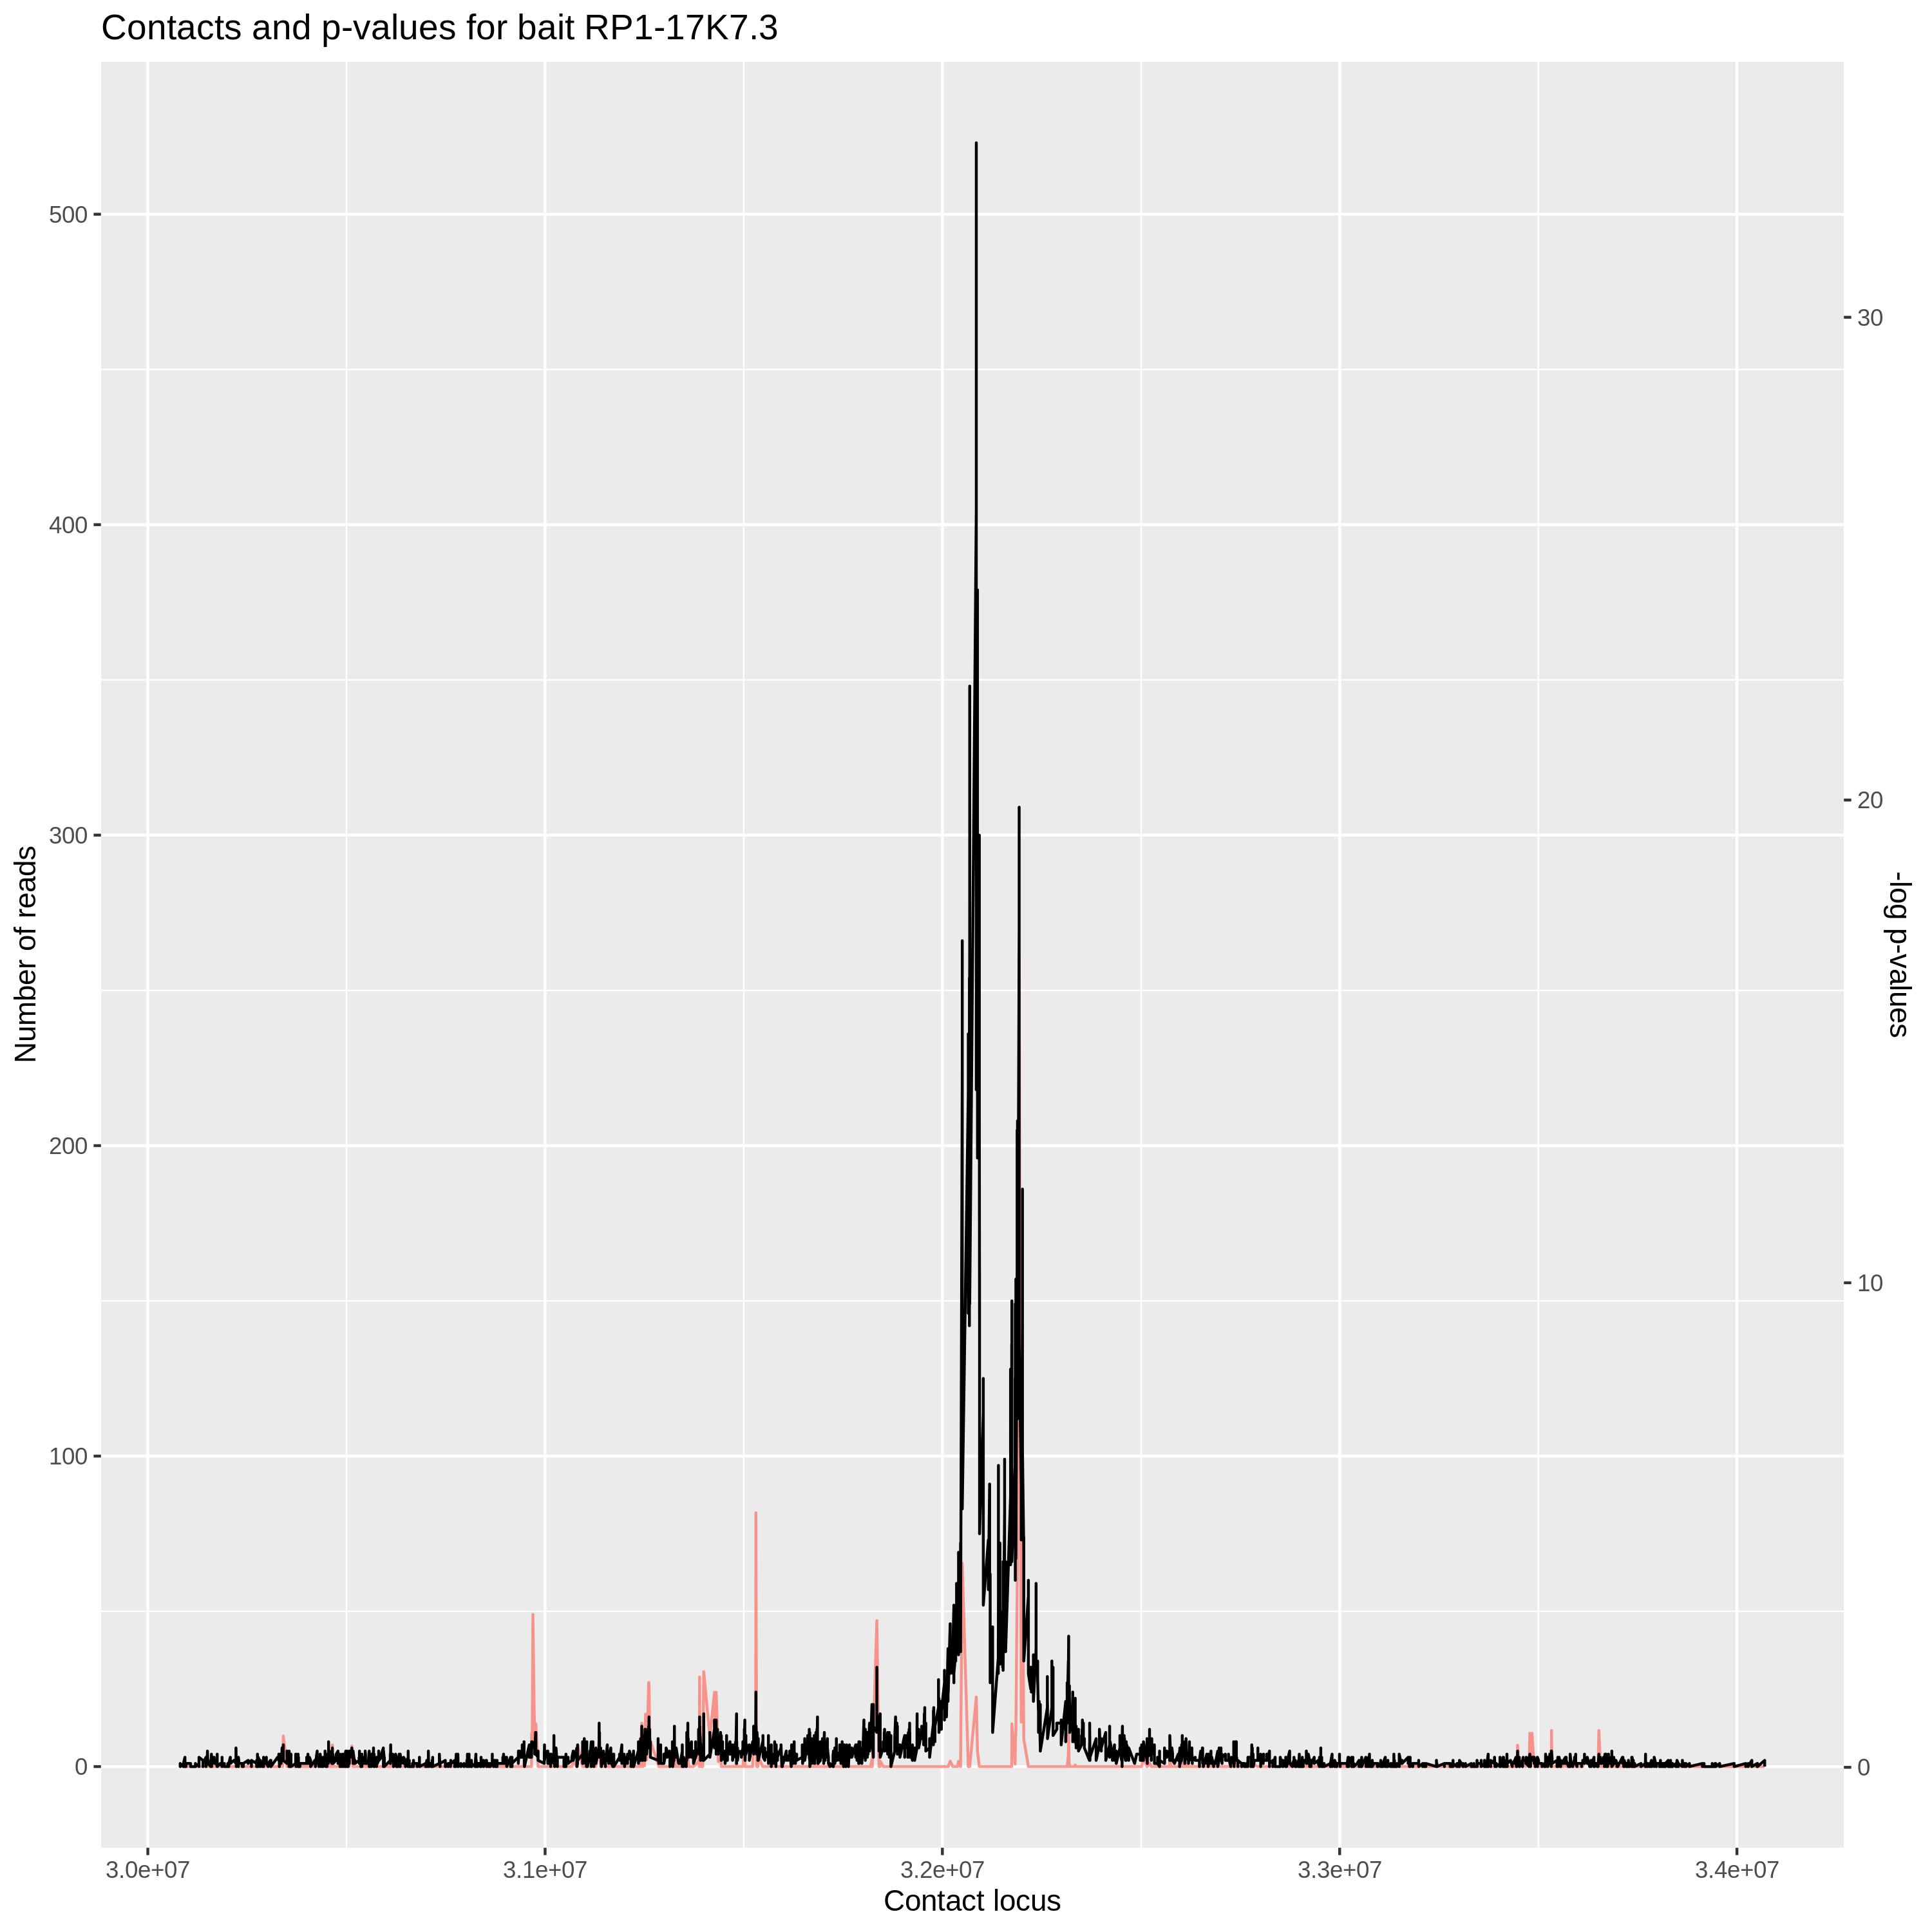 Contacts and p-values for bait RP1-17K7.3
500
400
300
200
100
0
Number of reads
30
20
10
0
-log p-values
3.0e+07
3.1e+07
3.2e+07
3.3e+07
3.4e+07
Contact locus